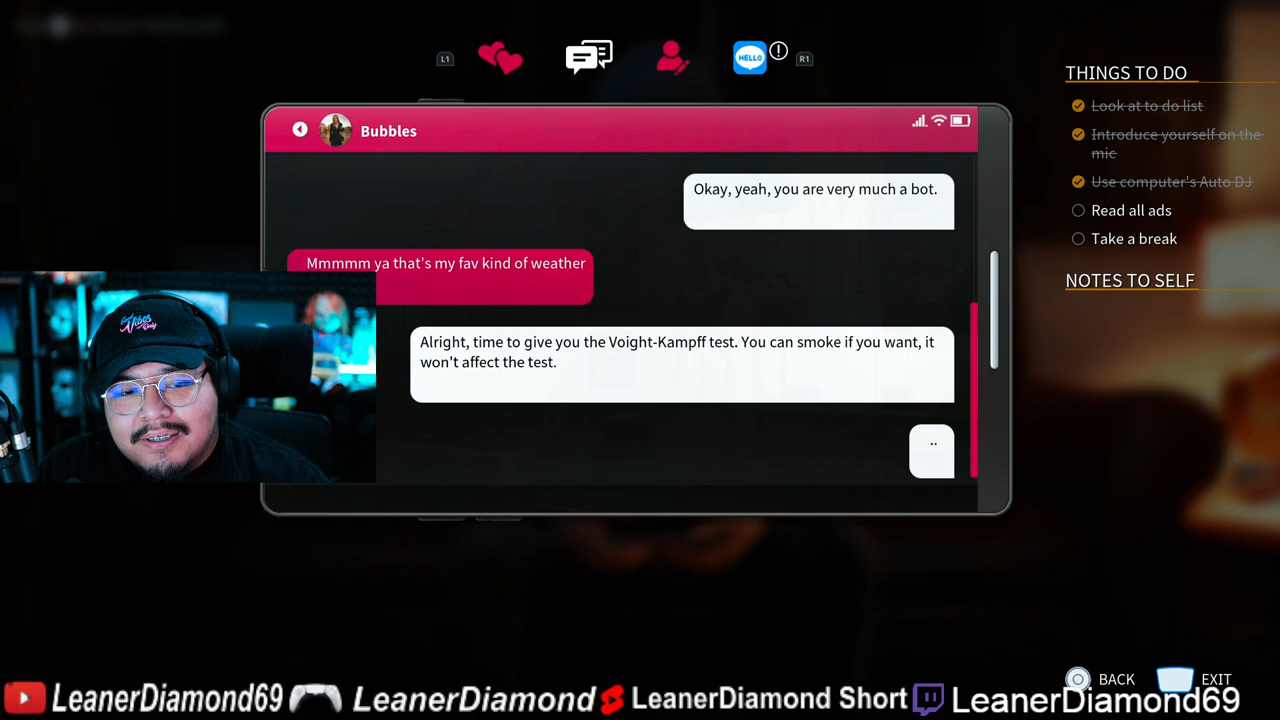 L1
HELLO
!
R1
Bubbles
Okay, yeah, you are very much a bot.
Mmmmm ya that's my fav kind of weather
Alright, time to give you the Voight-Kampff test. You can smoke if you want, it
won't affect the test.
..
THINGS TO DO
Look at to do list
Introduce yourself on the
mic
Use computer's Auto DJ
Read all ads
Take a break
NOTES TO SELF
Vibes
Only
BACK
EXIT
LeanerDiamond69
LeanerDiamond
LeanerDiamond Short
LeanerDiamond69